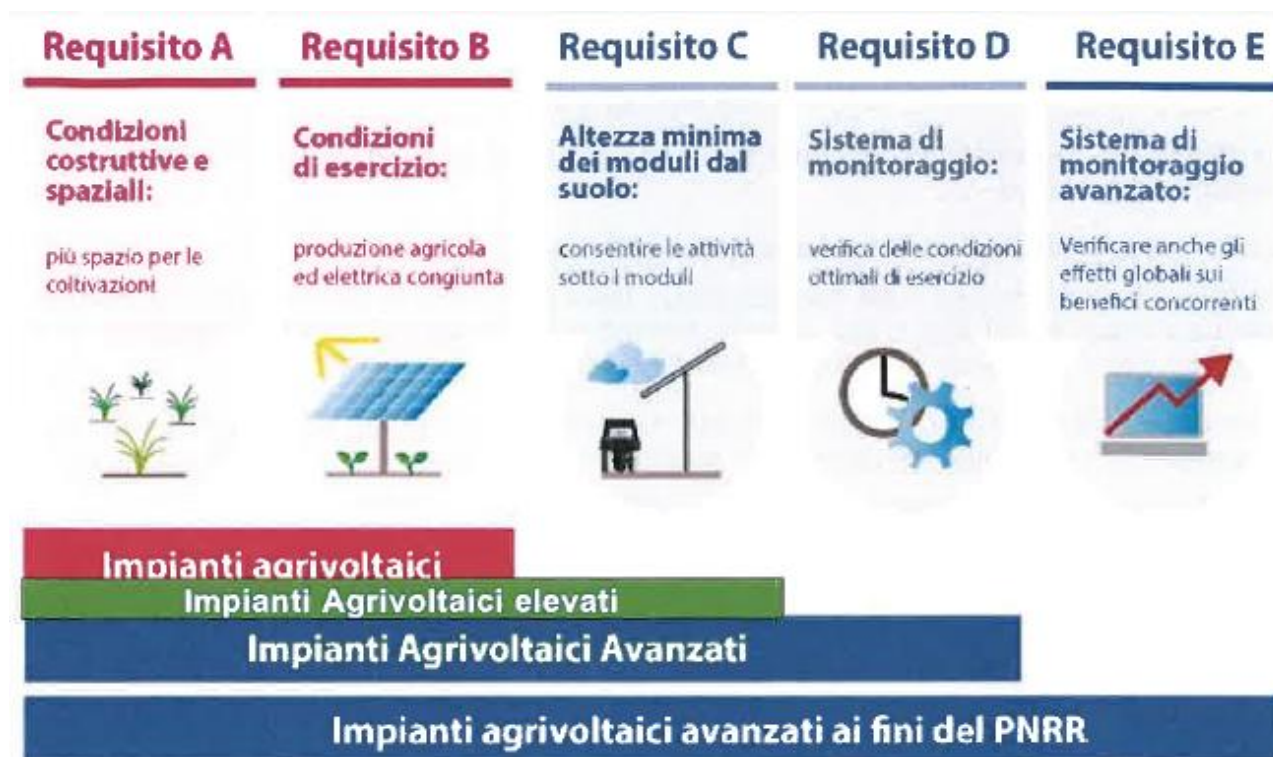 Requisito A
Requisito B
Requisito C
Requisito D
Requisito E
Condizioni
costruttive e
spaziali:
più spazio per le
coltivazioni
Condizioni
di esercizio:
produzione agricola
ed elettrica congiunta
Altezza minima
dei moduli dal
suolo:
consentire le attività
sotto i moduli
Sistema di
monitoraggio:
verifica delle condizioni
ottimali di esercizio
Sistema di
monitoraggio
avanzato:
Verificare anche gli
effetti globali sui
benefici concorrenti
Impianti agrivoltaici
Impianti Agrivoltaici elevati
Impianti Agrivoltaici Avanzati
Impianti agrivoltaici avanzati ai fini del PNRR